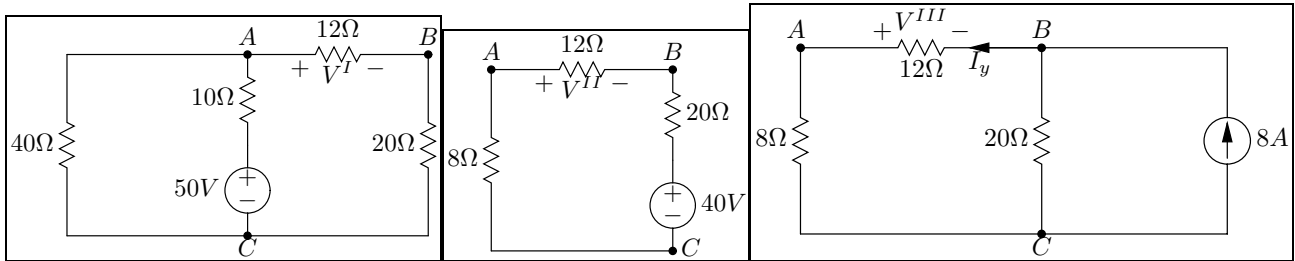 A 12Ω B
+ V^I −
10Ω
40Ω 20Ω
50V + −
C
A 12Ω B
+ V^{II} −
20Ω
8Ω
+ − 40V
C
A + V^{III} − B
12Ω I_y
8Ω 20Ω 8A
C